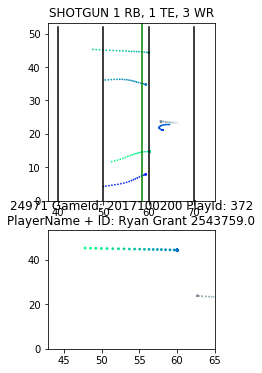 SHOTGUN 1 RB, 1 TE, 3 WR
50
40
30
20
10
0
40 50 60 70
24971 GameId: 2017100200 PlayId: 372
PlayerName + ID: Ryan Grant 2543759.0
40
20
0
45 50 55 60 65